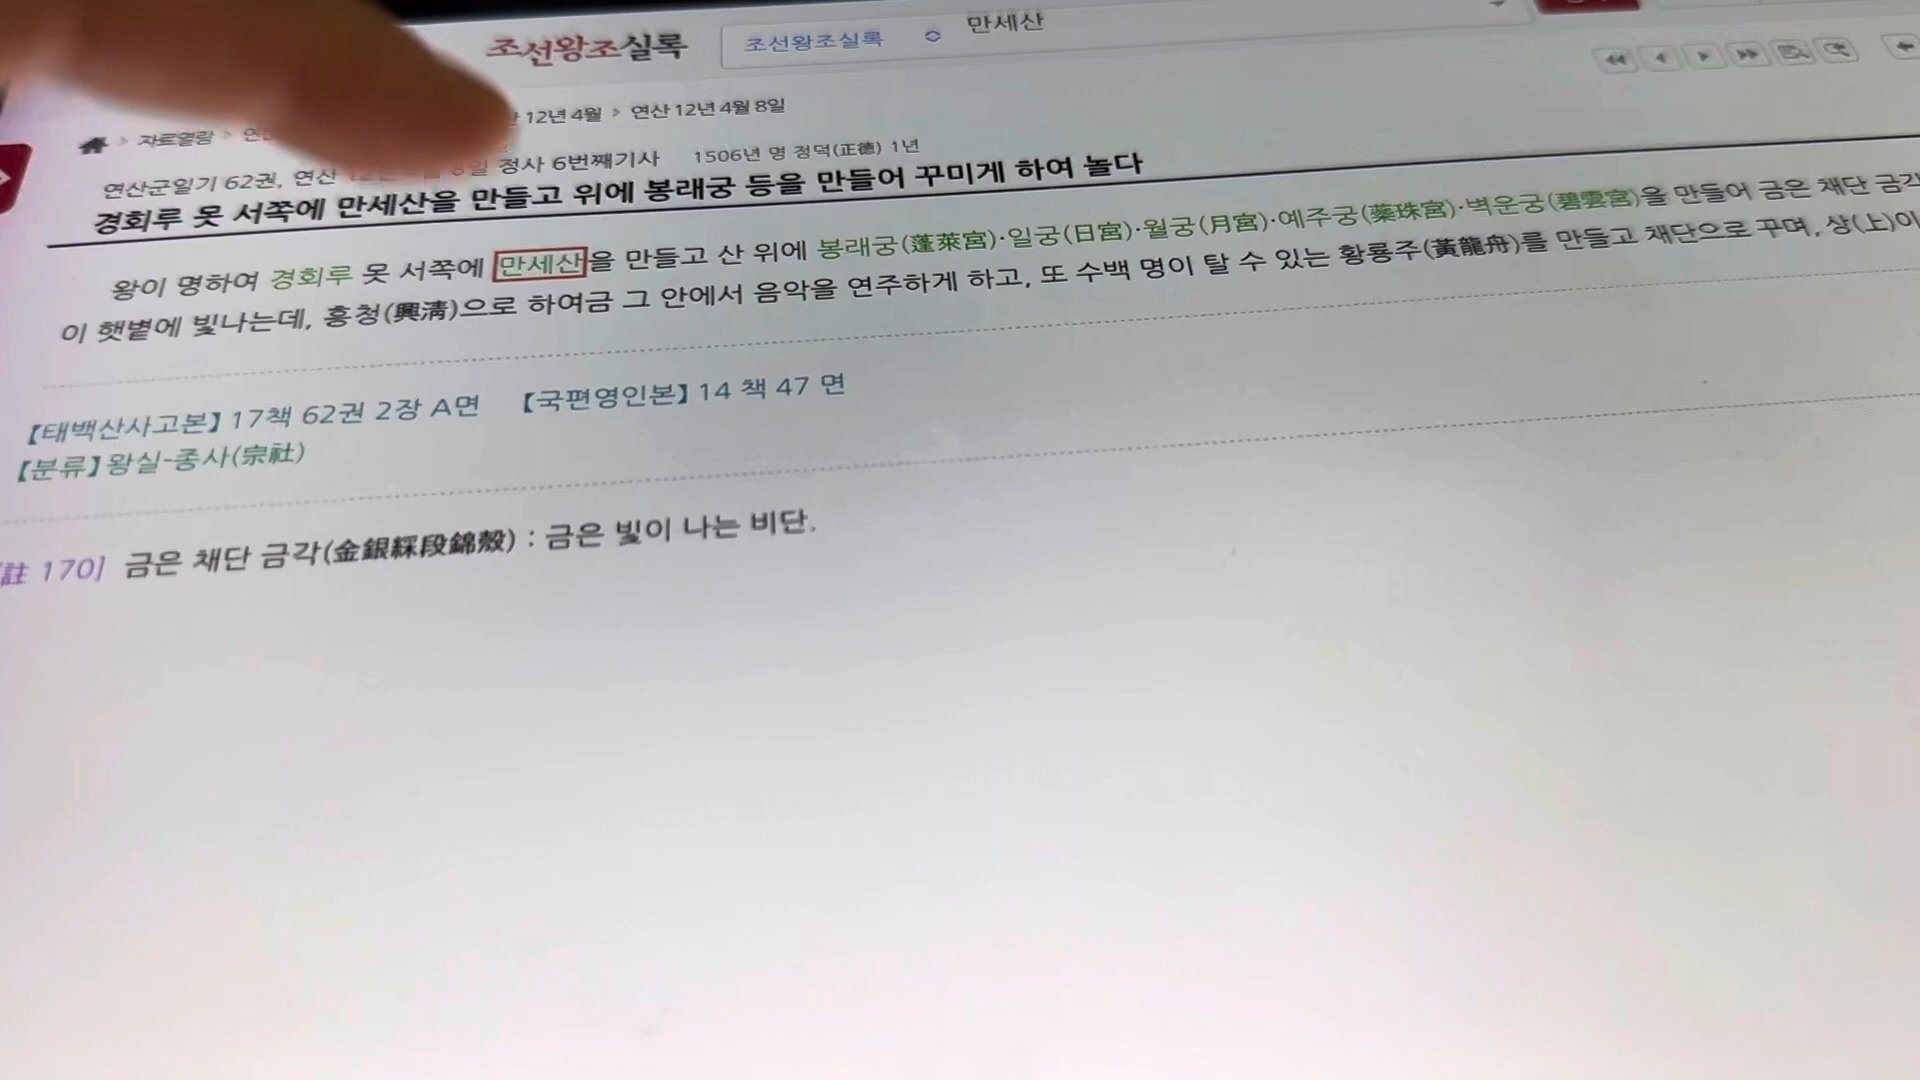 조선왕조실록 조선왕조실록 만세산
자료열람 > 12년 4월 > 연산 12년 4월 8일
연산군일기 62권, 연산 8일 정사 6번째기사 1506년 명 정덕(正德) 1년
경회루 못 서쪽에 만세산을 만들고 위에 봉래궁 등을 만들어 꾸미게 하여 놀다
왕이 명하여 경회루 못 서쪽에 만세산을 만들고 산 위에 봉래궁(蓬萊宮)·일궁(日宮)·월궁(月宮)·예주궁(蘂珠宮)·벽운궁(碧雲宮)을 만들어 금은 채단 금각
이 햇볕에 빛나는데, 흥청(興淸)으로 하여금 그 안에서 음악을 연주하게 하고, 또 수백 명이 탈 수 있는 황룡주(黃龍舟)를 만들고 채단으로 꾸며, 상(上)이
【태백산사고본】 17책 62권 2장 A면 【국편영인본】 14 책 47 면
【분류】 왕실-종사(宗社)
[註 170] 금은 채단 금각(金銀綵段錦殼) : 금은 빛이 나는 비단.